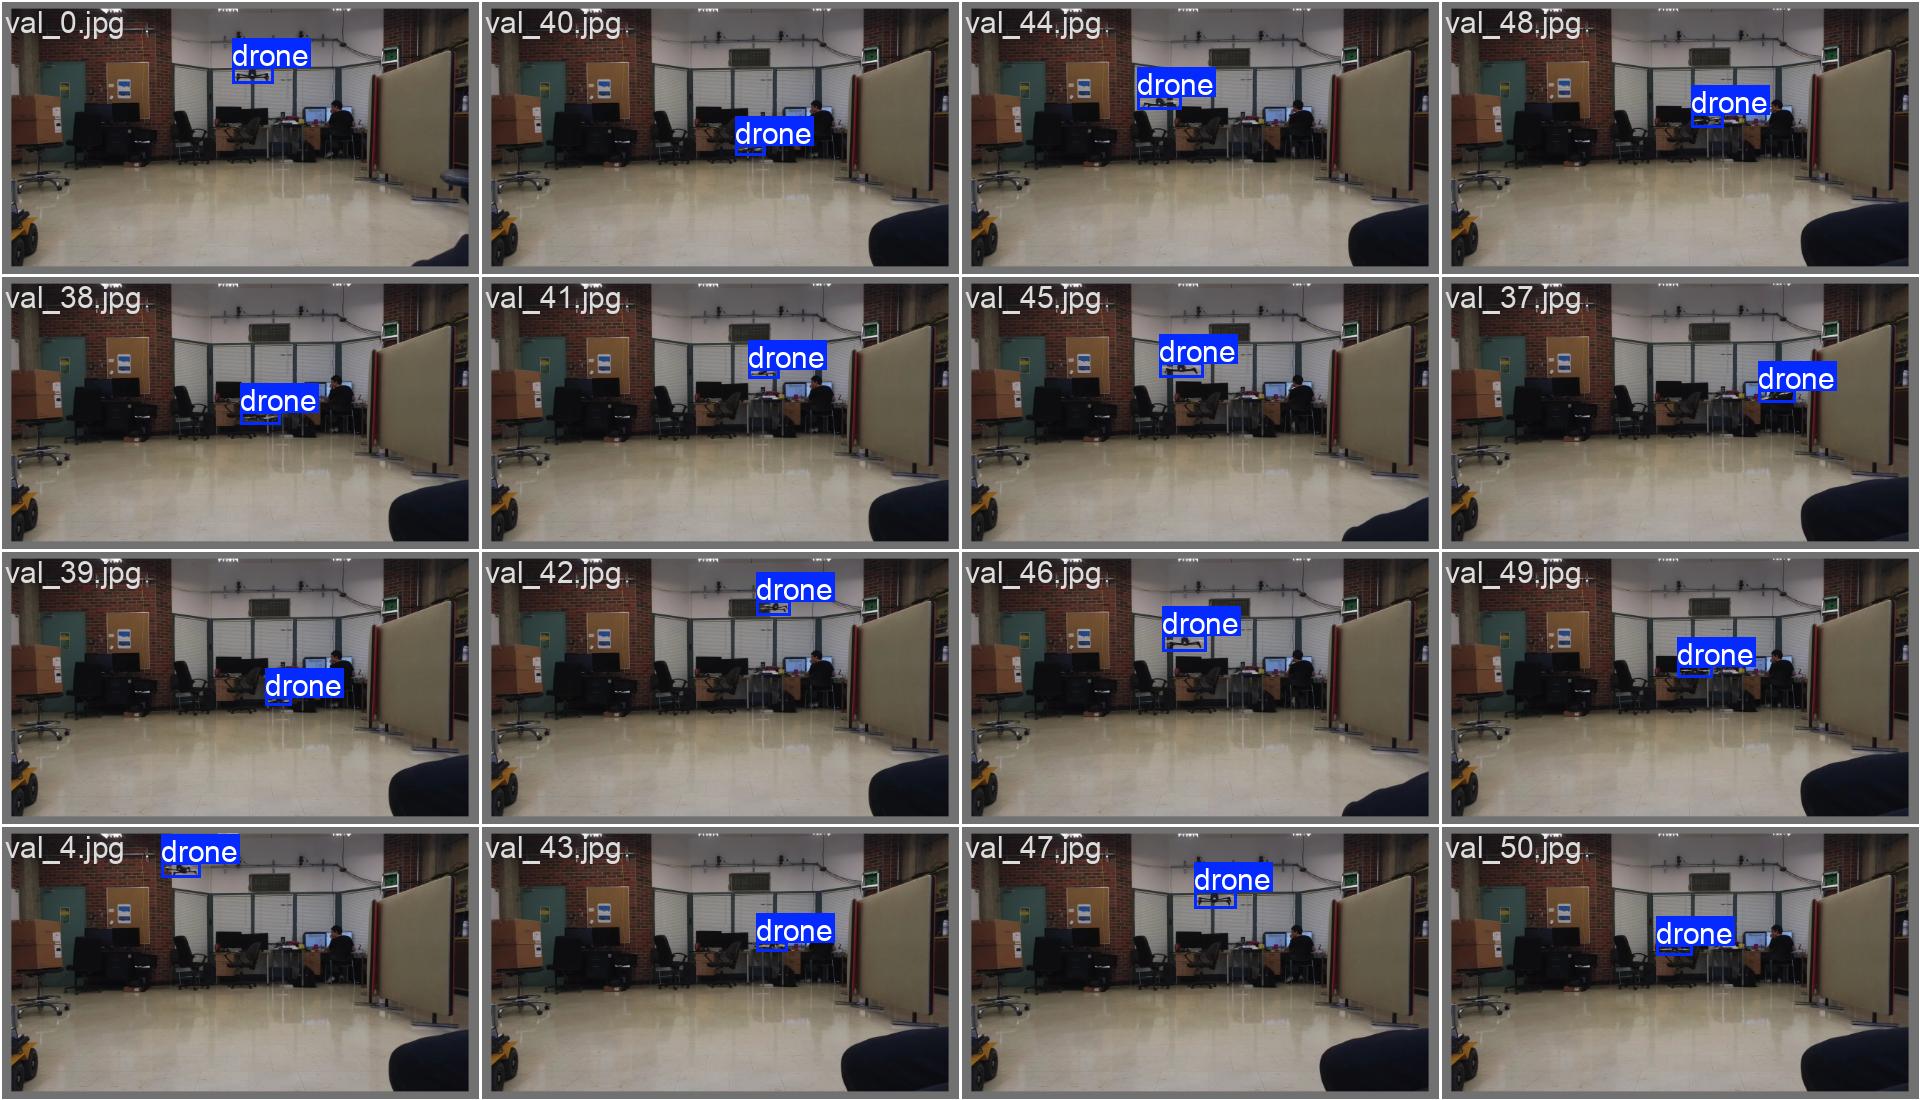 val_0.jpg
drone
val_40.jpg
drone
val_44.jpg
drone
val_48.jpg
drone
val_38.jpg
drone
val_41.jpg
drone
val_45.jpg
drone
val_37.jpg
drone
val_39.jpg
drone
val_42.jpg
drone
val_46.jpg
drone
val_49.jpg
drone
val_4.jpg
drone
val_43.jpg
drone
val_47.jpg
drone
val_50.jpg
drone